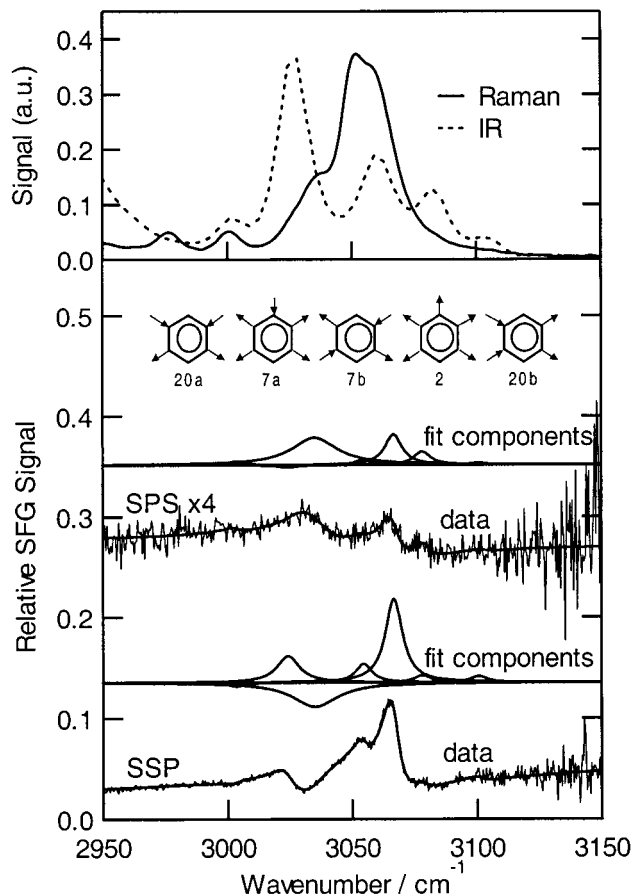 Signal (a.u.)
0.4
0.3
0.2
0.1
0.0
Raman
IR
Relative SFG Signal
0.5
0.4
0.3
0.2
0.1
0.0
20a
7a
7b
2
20b
fit components
SPS x4
data
fit components
SSP
data
2950
3000
3050
3100
3150
Wavenumber / cm-1